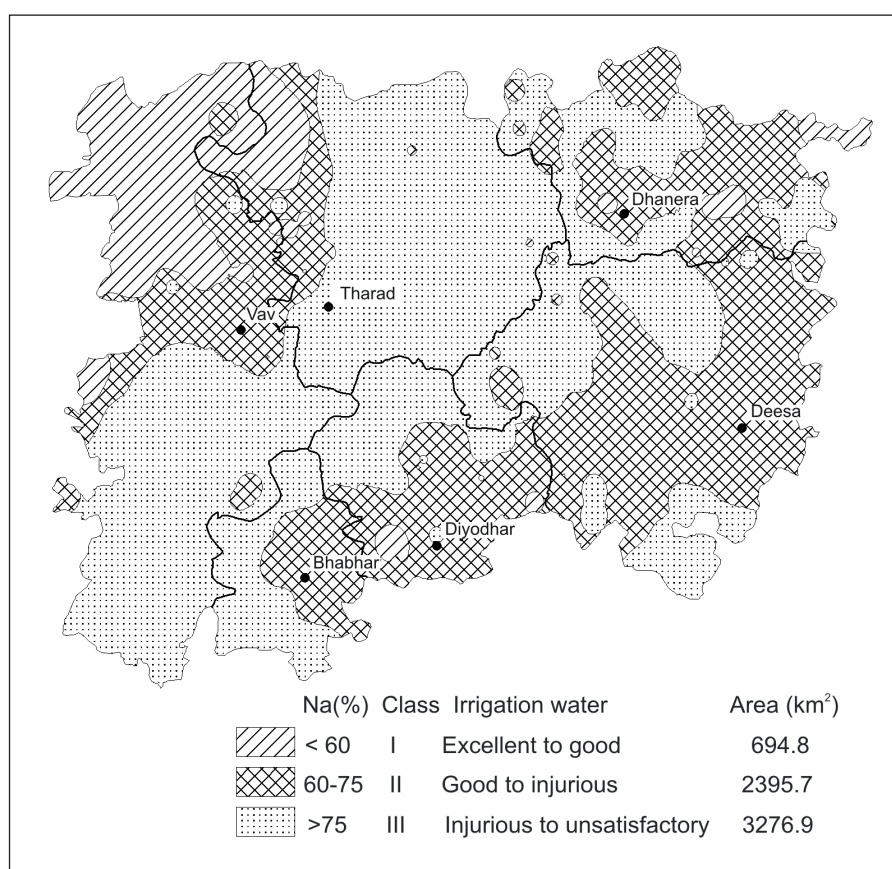 Dhanera
Tharad
Vav
Deesa
Diyodhar
Bhabhar
Na(%) Class Irrigation water Area (km²)
< 60 I Excellent to good 694.8
60-75 II Good to injurious 2395.7
>75 III Injurious to unsatisfactory 3276.9